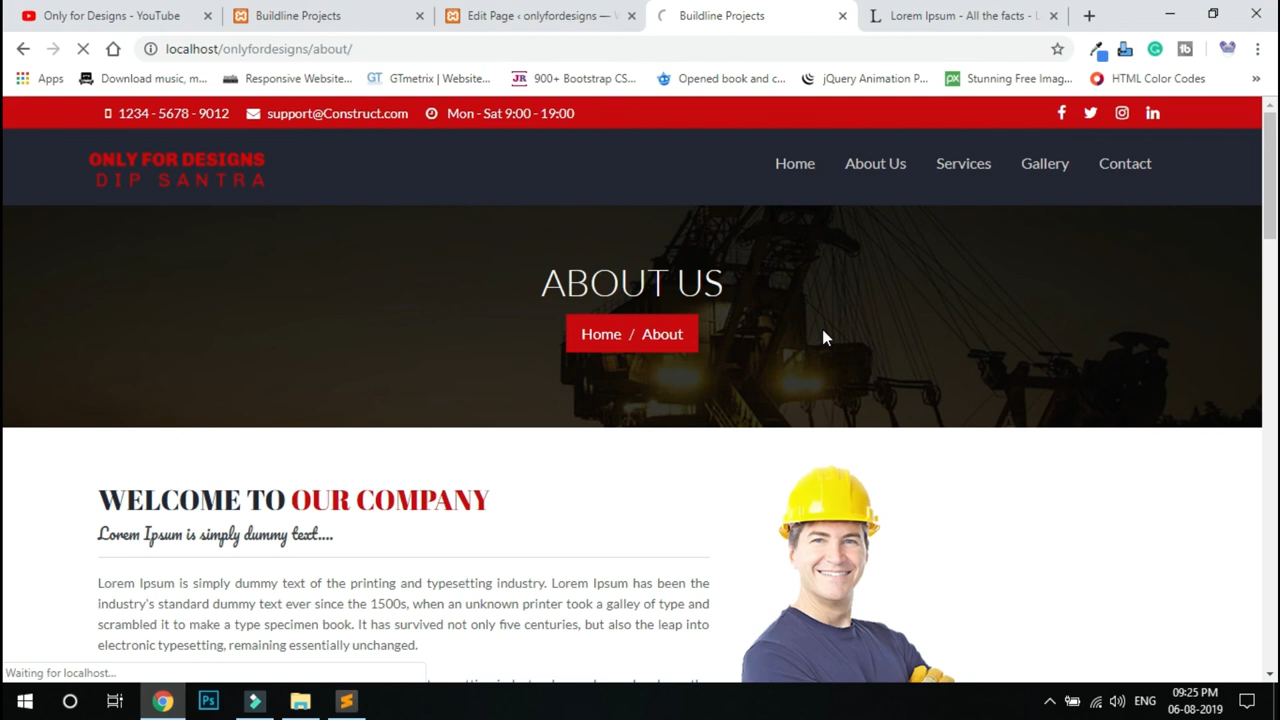 Only for Designs - YouTube
Buildline Projects
Edit Page ‹ onlyfordesigns —
Buildline Projects
Lorem Ipsum - All the facts - L
localhost/onlyfordesigns/about/
Apps
Download music, m...
Responsive Website...
GT
GTmetrix | Website...
JR
900+ Bootstrap CS...
Opened book and c...
jQuery Animation P...
px
Stunning Free Imag...
HTML Color Codes
»
1234 - 5678 - 9012
support@Construct.com
Mon - Sat 9:00 - 19:00
ONLY FOR DESIGNS
DIP SANTRA
Home
About Us
Services
Gallery
Contact
ABOUT US
Home / About
WELCOME TO OUR COMPANY
Lorem Ipsum is simply dummy text....
Lorem Ipsum is simply dummy text of the printing and typesetting industry. Lorem Ipsum has been the
industry's standard dummy text ever since the 1500s, when an unknown printer took a galley of type and
scrambled it to make a type specimen book. It has survived not only five centuries, but also the leap into
electronic typesetting, remaining essentially unchanged.
Waiting for localhost...
Ps
ENG
09:25 PM
06-08-2019